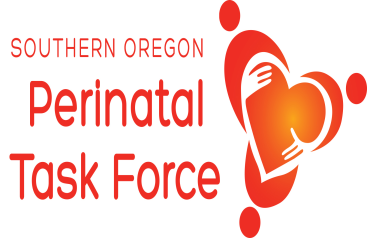 SOUTHERN OREGON
Perinatal
Task Force